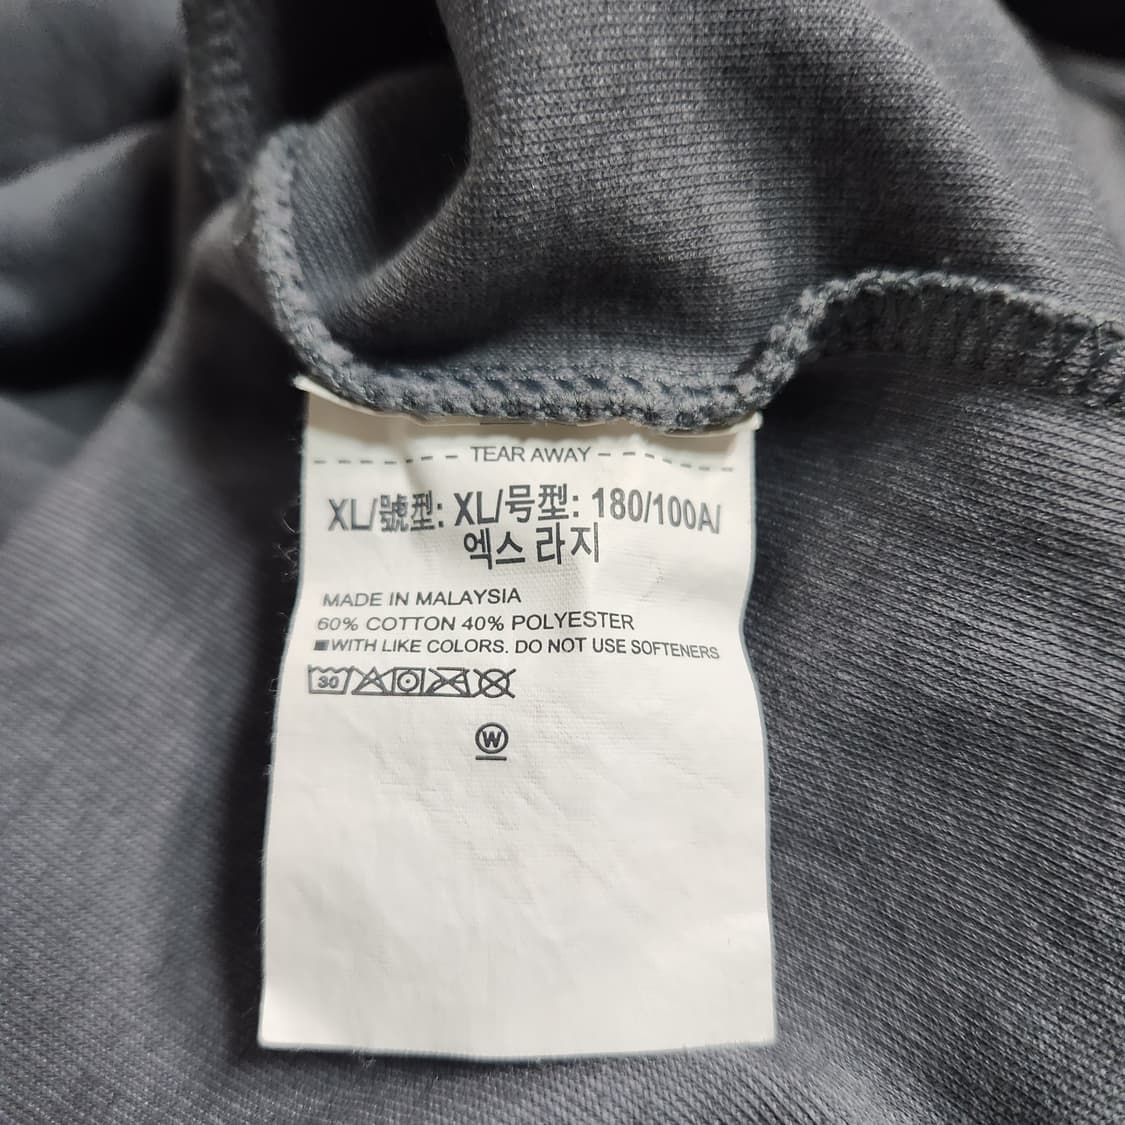 TEAR AWAY
XL/號型: XL/号型: 180/100A/
엑스 라지
MADE IN MALAYSIA
60% COTTON 40% POLYESTER
WITH LIKE COLORS. DO NOT USE SOFTENERS
30
W